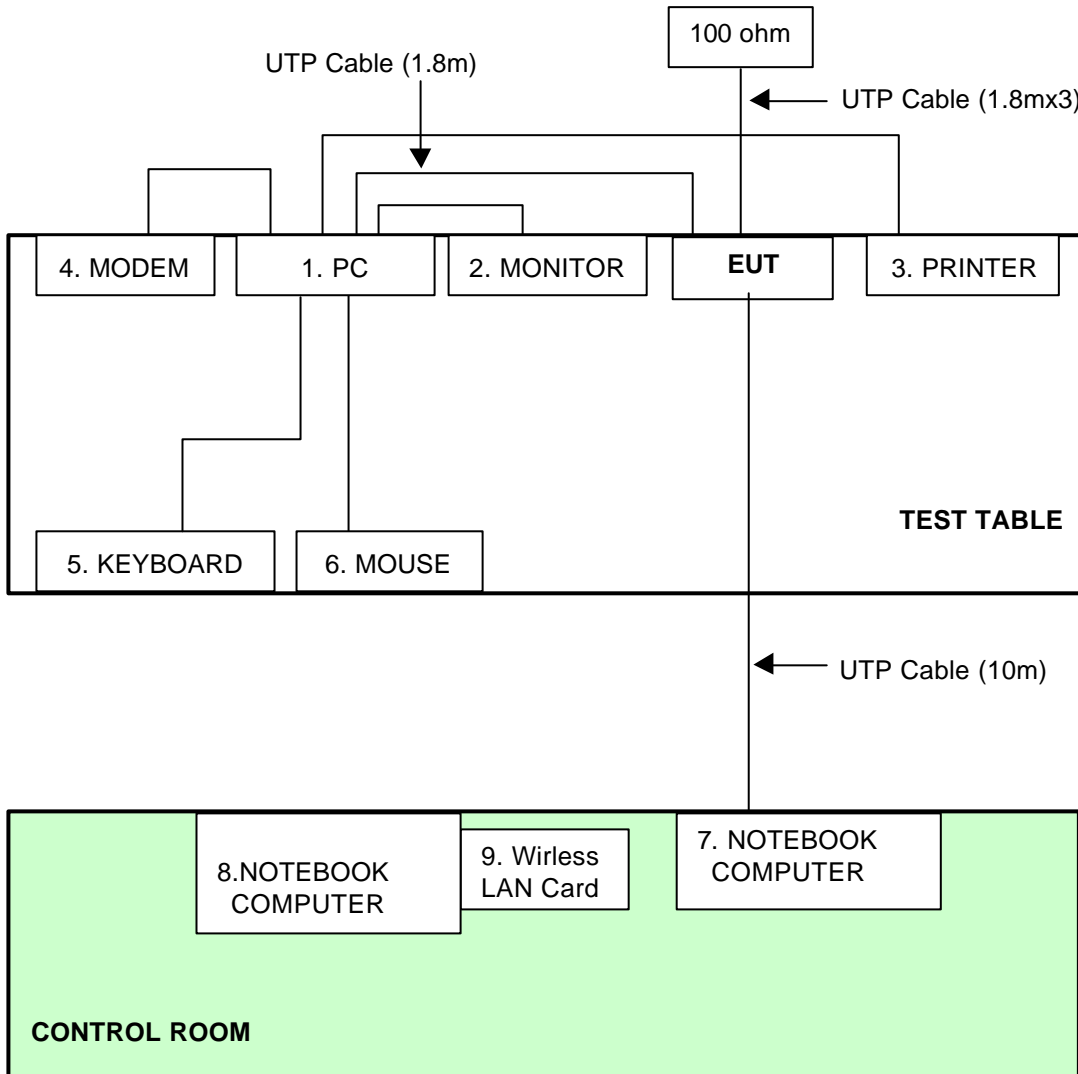 100 ohm
UTP Cable (1.8m)
UTP Cable (1.8mx3)
4. MODEM
1. PC
2. MONITOR
EUT
3. PRINTER
TEST TABLE
5. KEYBOARD
6. MOUSE
UTP Cable (10m)
8.NOTEBOOK
COMPUTER
9. Wirless
LAN Card
7. NOTEBOOK
COMPUTER
CONTROL ROOM